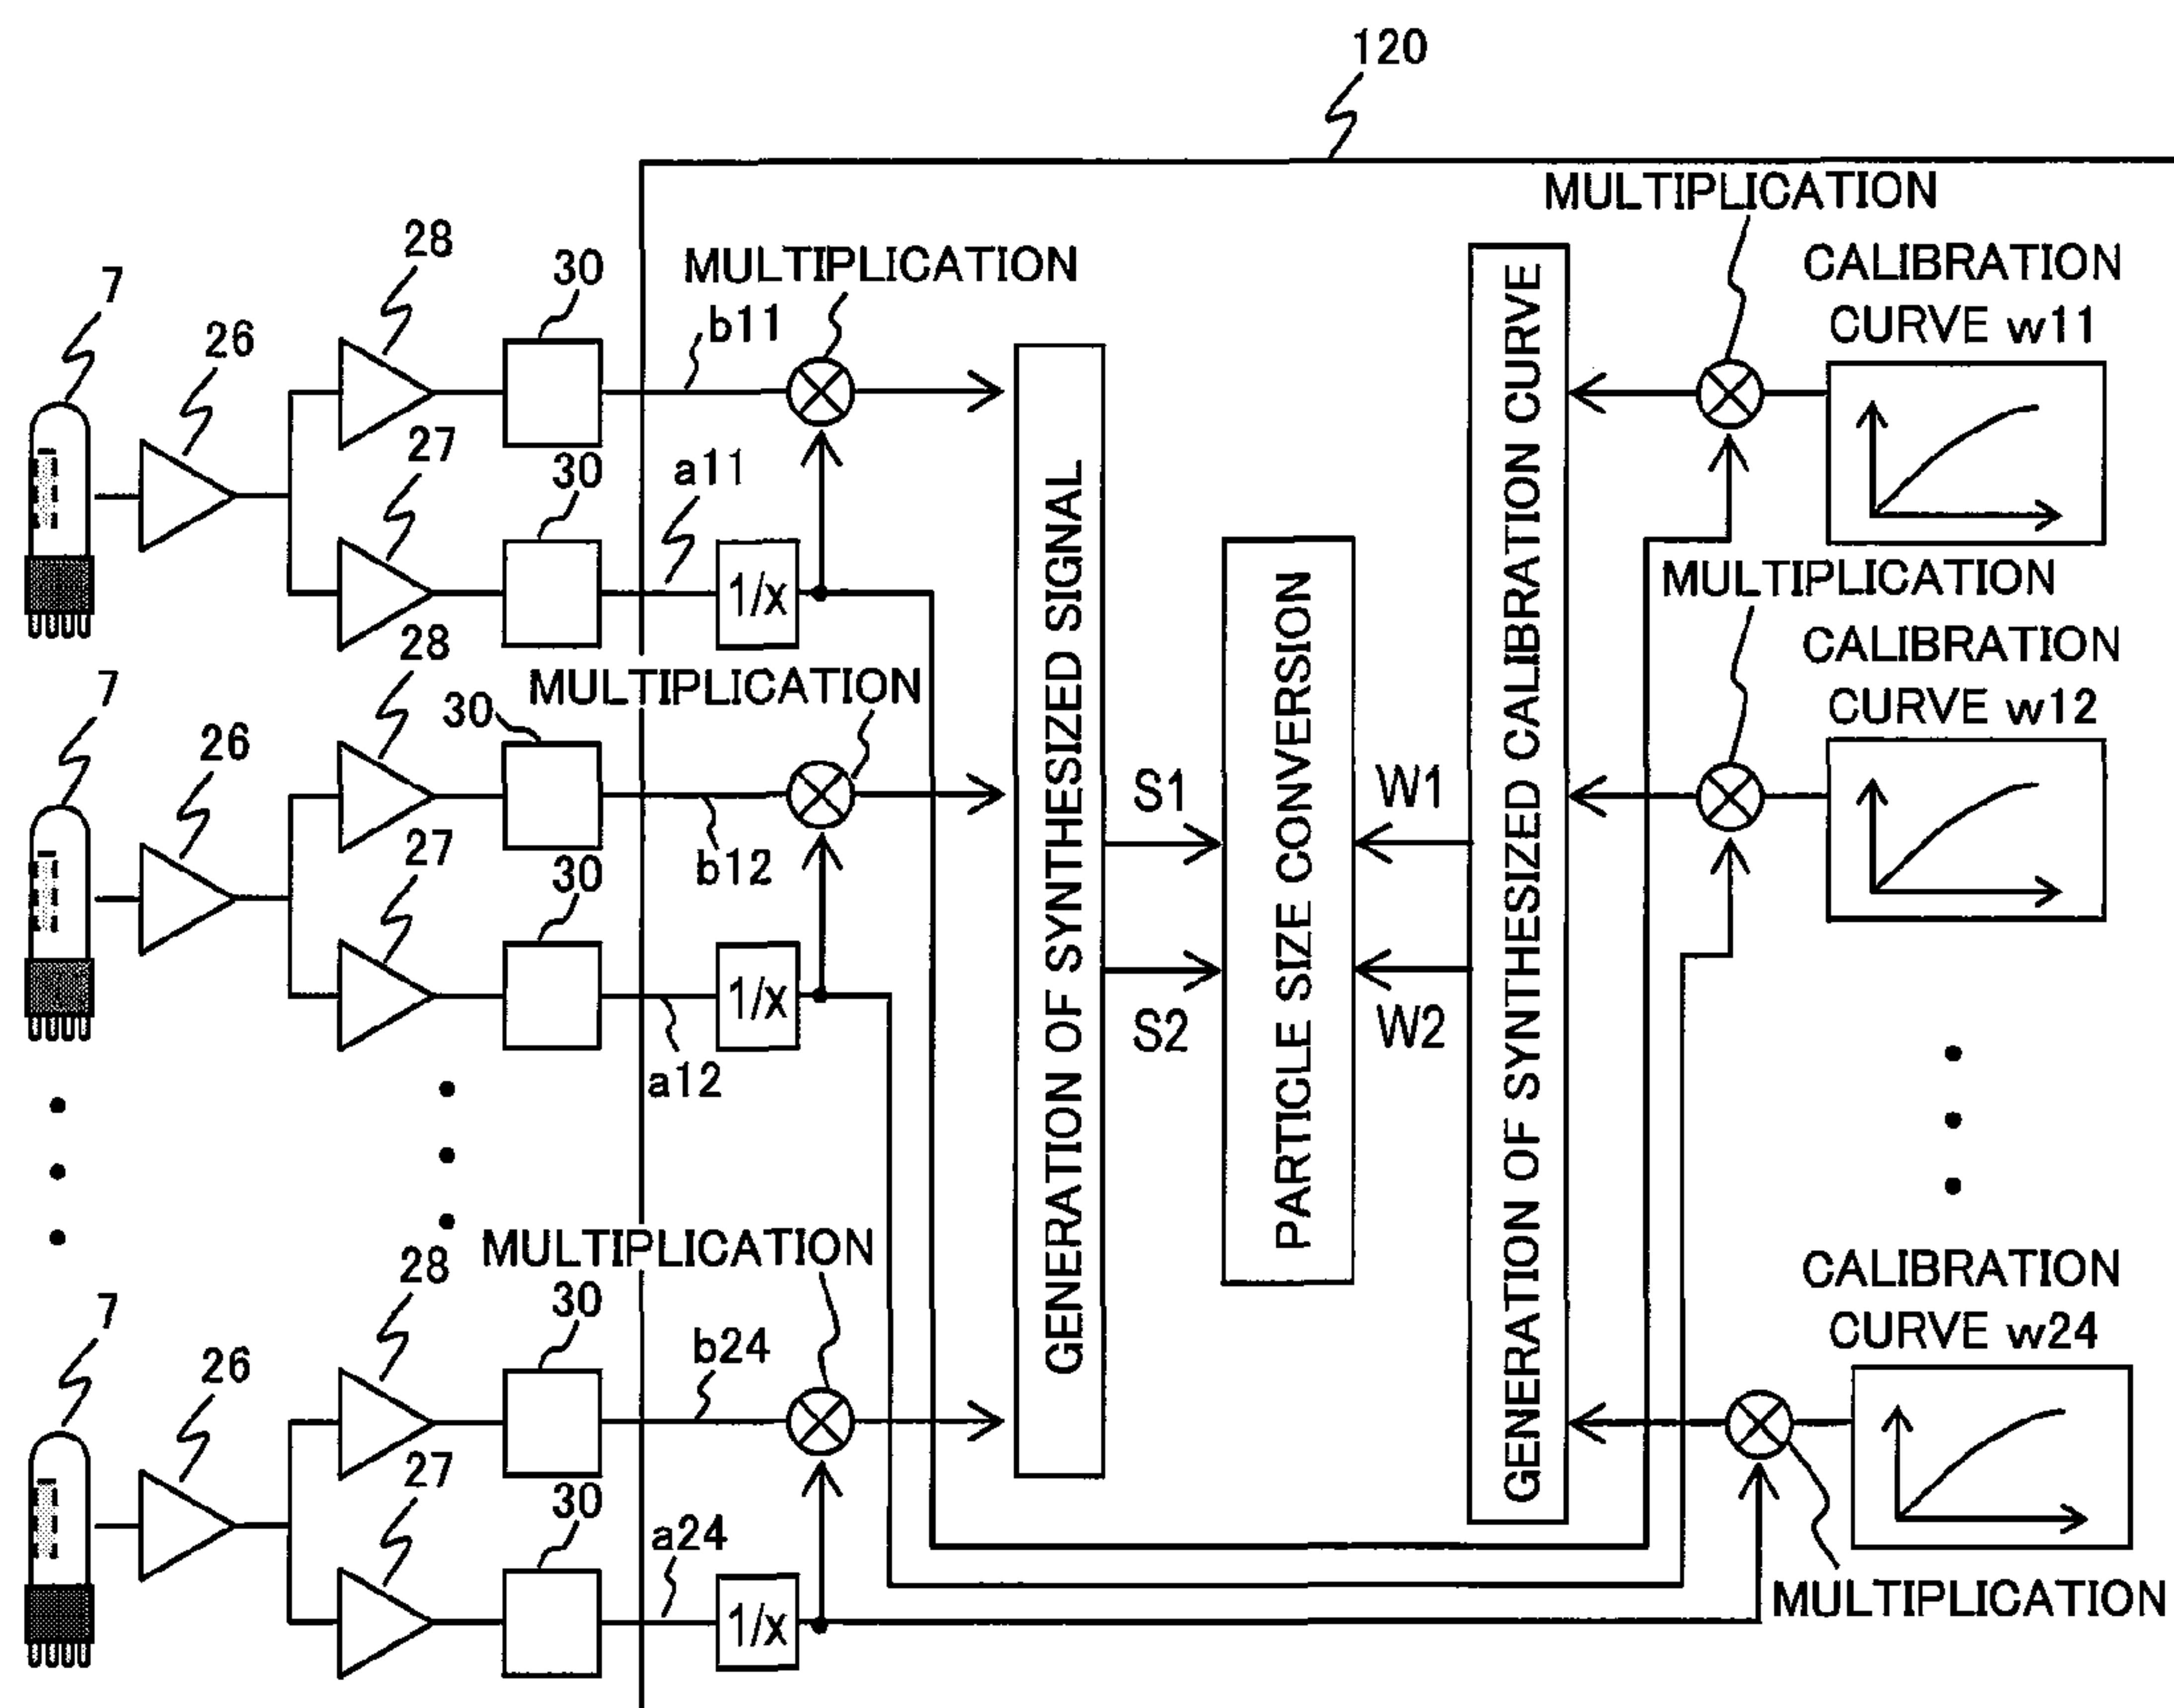 120
MULTIPLICATION
28
30
MULTIPLICATION
CALIBRATION
CURVE w11
7
26
b11
27
30
a11
1/x
MULTIPLICATION
28
MULTIPLICATION
CALIBRATION
CURVE w12
7
26
30
b12
27
30
a12
1/x
GENERATION OF SYNTHESIZED SIGNAL
S1
S2
PARTICLE SIZE CONVERSION
W1
W2
GENERATION OF SYNTHESIZED CALIBRATION CURVE
MULTIPLICATION
28
30
CALIBRATION
CURVE w24
7
26
b24
27
30
a24
1/x
MULTIPLICATION